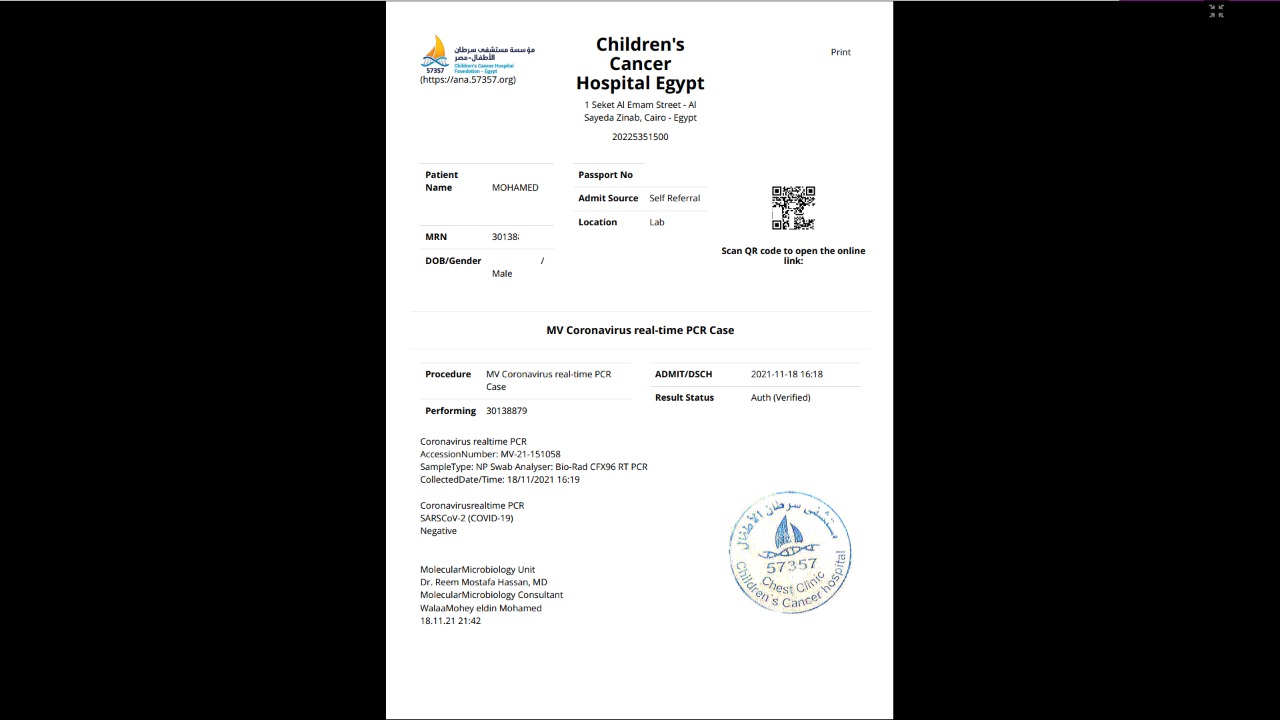 مؤسسة مستشفى سرطان
الأطفال-مصر
Children's Cancer Hospital
Foundation - Egypt
57357
(https://ana.57357.org)
Children's
Cancer
Hospital Egypt
1 Seket Al Emam Street - Al
Sayeda Zinab, Cairo - Egypt
20225351500
Print
Patient
Name MOHAMED
MRN 30138
DOB/Gender /
Male
Passport No
Admit Source Self Referral
Location Lab
Scan QR code to open the online
link:
MV Coronavirus real-time PCR Case
Procedure MV Coronavirus real-time PCR
Case
Performing 30138879
ADMIT/DSCH 2021-11-18 16:18
Result Status Auth (Verified)
Coronavirus realtime PCR
AccessionNumber: MV-21-151058
SampleType: NP Swab Analyser: Bio-Rad CFX96 RT PCR
CollectedDate/Time: 18/11/2021 16:19
Coronavirusrealtime PCR
SARSCoV-2 (COVID-19)
Negative
MolecularMicrobiology Unit
Dr. Reem Mostafa Hassan, MD
MolecularMicrobiology Consultant
WalaaMohey eldin Mohamed
18.11.21 21:42
مستشفى سرطان الأطفال
57357
Chest Clinic
Children's Cancer hospital